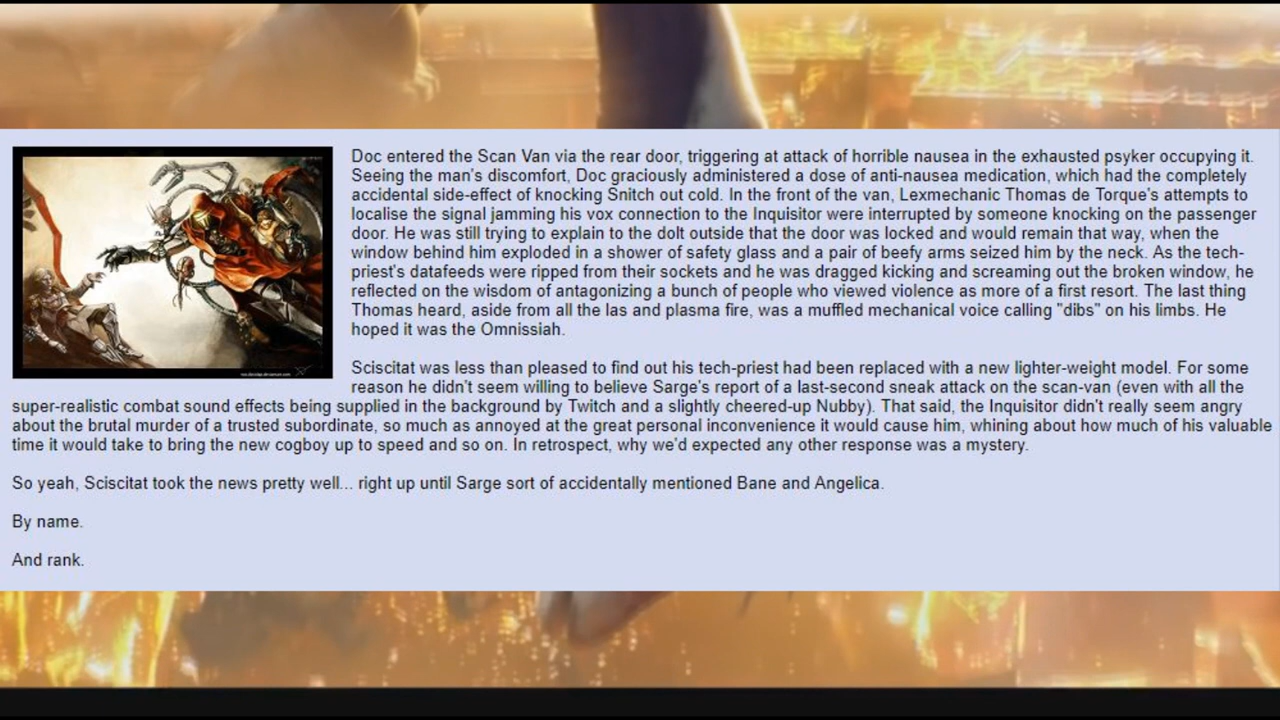 Doc entered the Scan Van via the rear door, triggering at attack of horrible nausea in the exhausted psyker occupying it.
Seeing the man's discomfort, Doc graciously administered a dose of anti-nausea medication, which had the completely
accidental side-effect of knocking Snitch out cold. In the front of the van, Lexmechanic Thomas de Torque's attempts to
localise the signal jamming his vox connection to the Inquisitor were interrupted by someone knocking on the passenger
door. He was still trying to explain to the dolt outside that the door was locked and would remain that way, when the
window behind him exploded in a shower of safety glass and a pair of beefy arms seized him by the neck. As the tech-
priest's datafeeds were ripped from their sockets and he was dragged kicking and screaming out the broken window, he
reflected on the wisdom of antagonizing a bunch of people who viewed violence as more of a first resort. The last thing
Thomas heard, aside from all the las and plasma fire, was a muffled mechanical voice calling "dibs" on his limbs. He
hoped it was the Omnissiah.
Sciscitat was less than pleased to find out his tech-priest had been replaced with a new lighter-weight model. For some
reason he didn't seem willing to believe Sarge's report of a last-second sneak attack on the scan-van (even with all the
super-realistic combat sound effects being supplied in the background by Twitch and a slightly cheered-up Nubby). That said, the Inquisitor didn't really seem angry
about the brutal murder of a trusted subordinate, so much as annoyed at the great personal inconvenience it would cause him, whining about how much of his valuable
time it would take to bring the new cogboy up to speed and so on. In retrospect, why we'd expected any other response was a mystery.
So yeah, Sciscitat took the news pretty well... right up until Sarge sort of accidentally mentioned Bane and Angelica.
By name.
And rank.